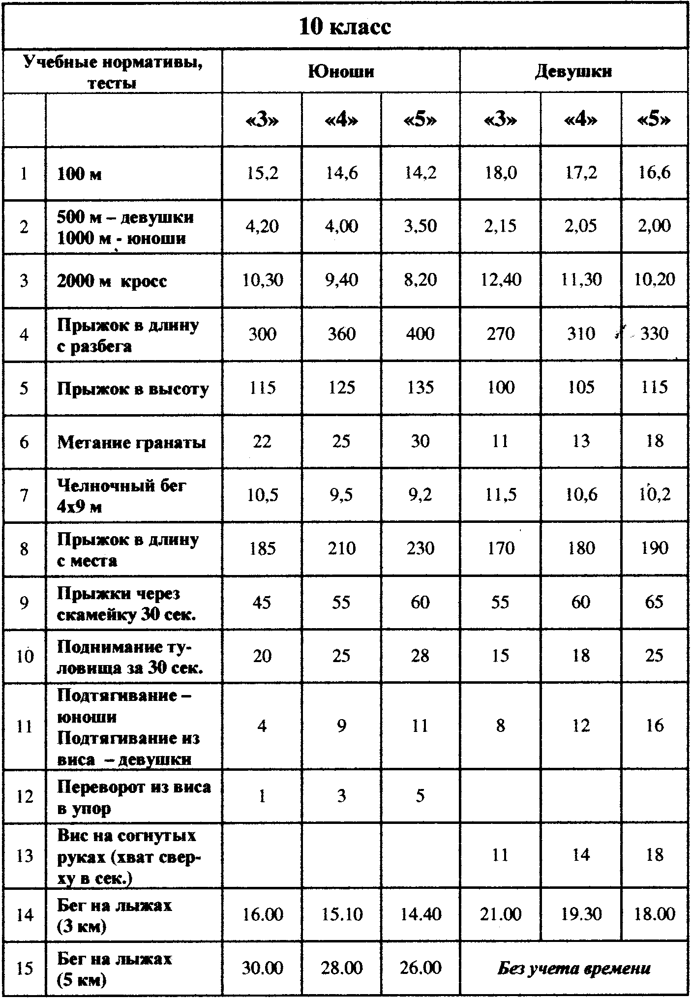 10 класс
Учебные нормативы,
тесты
Юноши
Девушки
«3» «4» «5» «3» «4» «5»
1 100 м 15,2 14,6 14,2 18,0 17,2 16,6
2 500 м – девушки
1000 м - юноши 4,20 4,00 3,50 2,15 2,05 2,00
3 2000 м кросс 10,30 9,40 8,20 12,40 11,30 10,20
4 Прыжок в длину
с разбега 300 360 400 270 310 330
5 Прыжок в высоту 115 125 135 100 105 115
6 Метание гранаты 22 25 30 11 13 18
7 Челночный бег
4х9 м 10,5 9,5 9,2 11,5 10,6 10,2
8 Прыжок в длину
с места 185 210 230 170 180 190
9 Прыжки через
скамейку 30 сек. 45 55 60 55 60 65
10 Поднимание ту-
ловища за 30 сек. 20 25 28 15 18 25
11 Подтягивание –
юноши
Подтягивание из
виса – девушки 4 9 11 8 12 16
12 Переворот из виса
в упор 1 3 5
13 Вис на согнутых
руках (хват свер-
ху в сек.) 11 14 18
14 Бег на лыжах
(3 км) 16.00 15.10 14.40 21.00 19.30 18.00
15 Бег на лыжах
(5 км) 30.00 28.00 26.00 Без учета времени